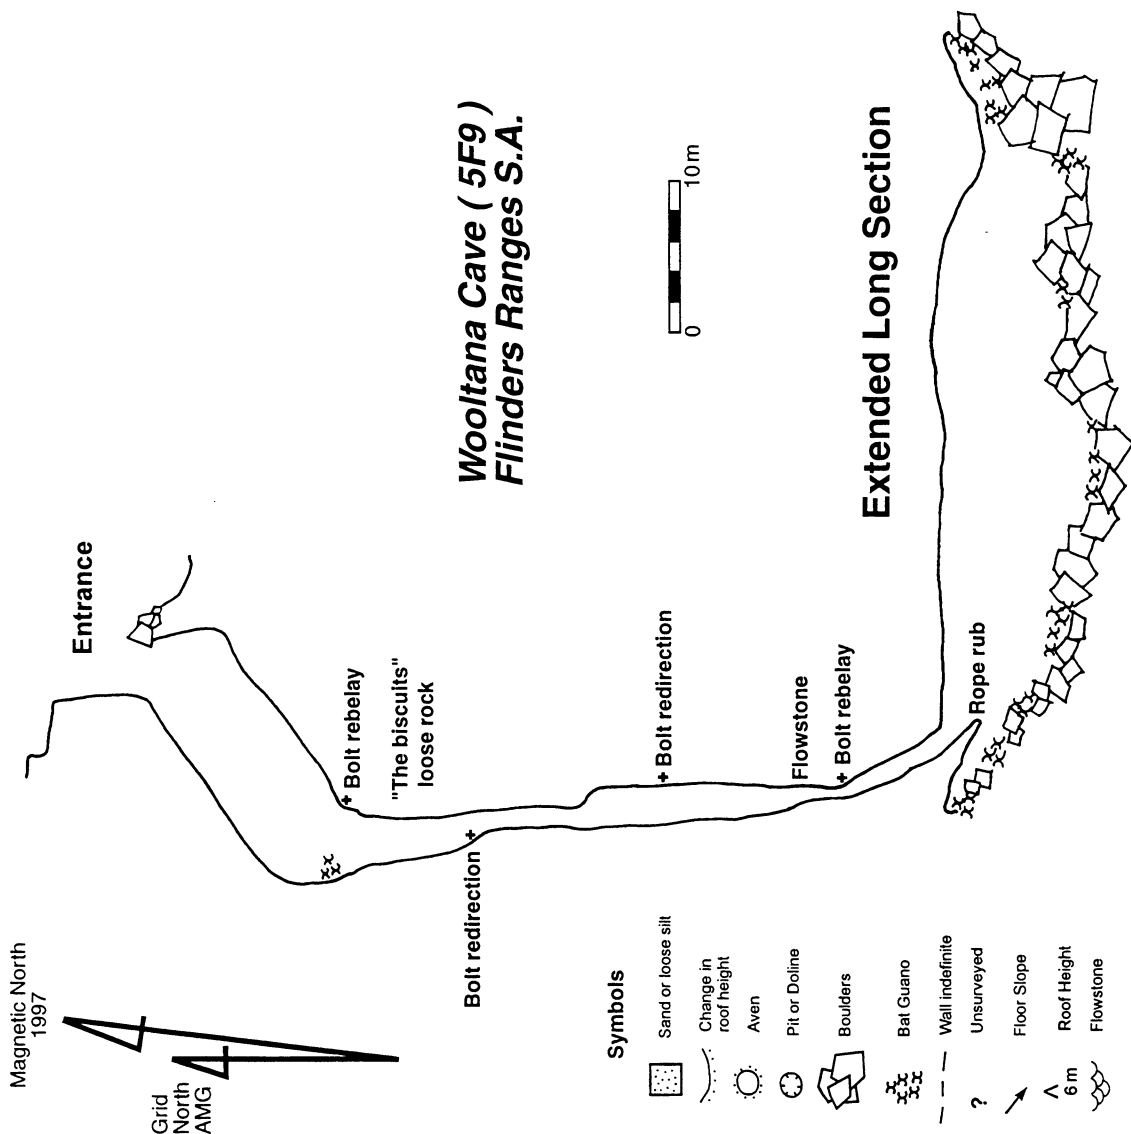 Magnetic North
1997
Grid
North
AMG
Entrance
Wooltana Cave ( 5F9 )
Flinders Ranges S.A.
0
10m
+ Bolt rebelay
"The biscuits"
loose rock
Bolt redirection +
+ Bolt redirection
Flowstone
+ Bolt rebelay
Extended Long Section
Rope rub
Symbols
Sand or loose silt
Change in
roof height
Aven
Pit or Doline
Boulders
Bat Guano
Wall indefinite
? Unsurveyed
Floor Slope
6 m Roof Height
Flowstone